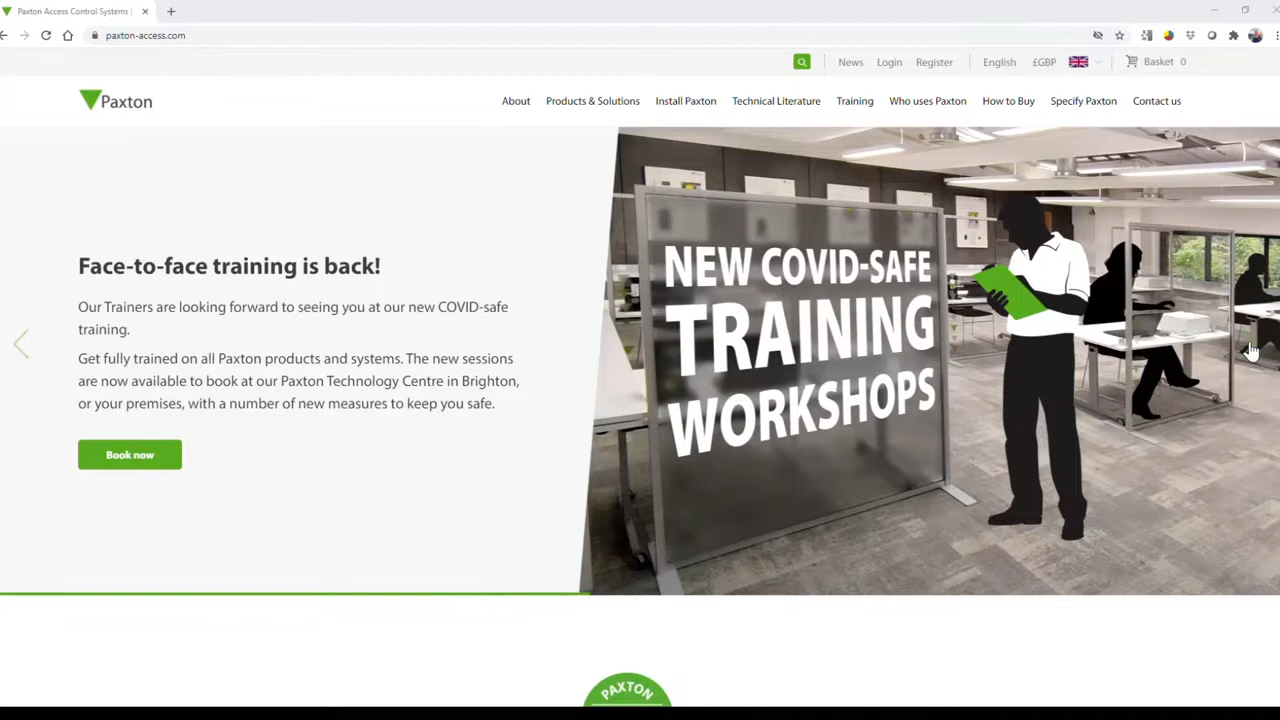 Paxton Access Control Systems |
paxton-access.com
News Login Register English £GBP Basket 0
Paxton
About Products & Solutions Install Paxton Technical Literature Training Who uses Paxton How to Buy Specify Paxton Contact us
Face-to-face training is back!
Our Trainers are looking forward to seeing you at our new COVID-safe
training.
Get fully trained on all Paxton products and systems. The new sessions
are now available to book at our Paxton Technology Centre in Brighton,
or your premises, with a number of new measures to keep you safe.
Book now
NEW COVID-SAFE
TRAINING
WORKSHOPS
PAXTON